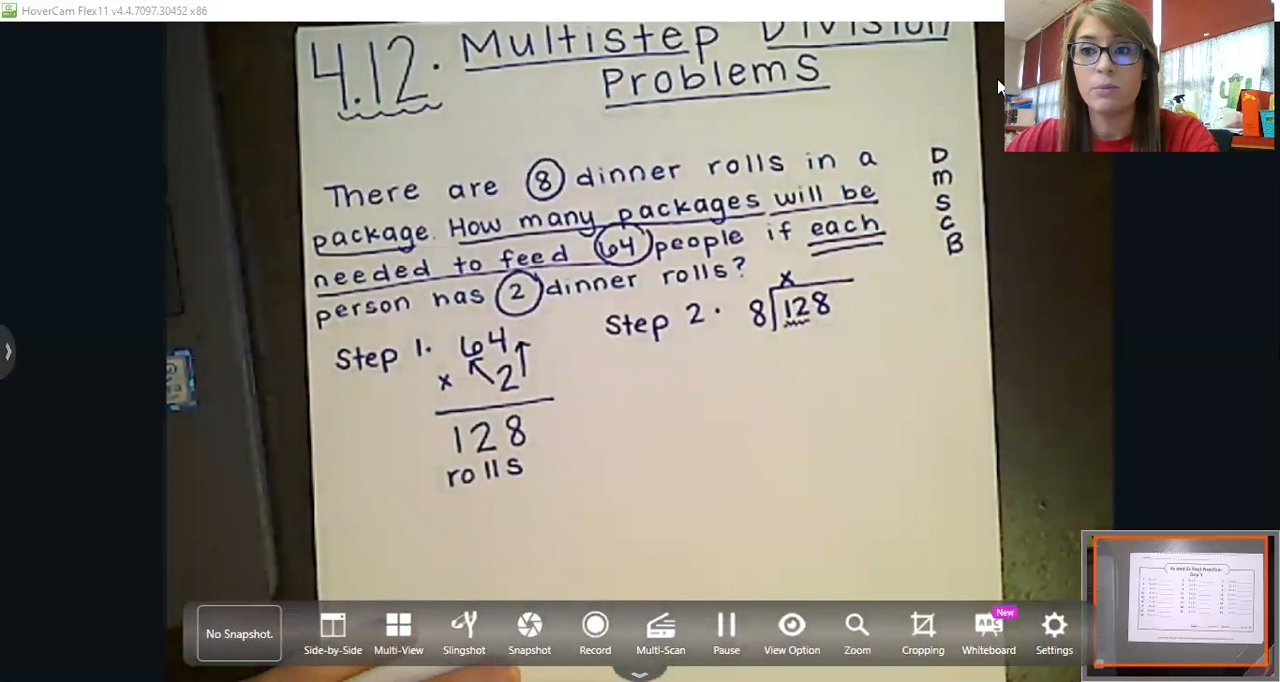 HoverCam Flex11 v4.4.7097.30452 x86
4.12. Multistep Division
Problems
There are 8 dinner rolls in a
package. How many packages will be
needed to feed 64 people if each
person has 2 dinner rolls?
D
M
S
C
B
Step 1. 64
x 2
128
rolls
Step 2. 8 128
x
No Snapshot.
Side-by-Side
Multi-View
Slingshot
Snapshot
Record
Multi-Scan
Pause
View Option
Zoom
Cropping
New
ABC
Whiteboard
Settings